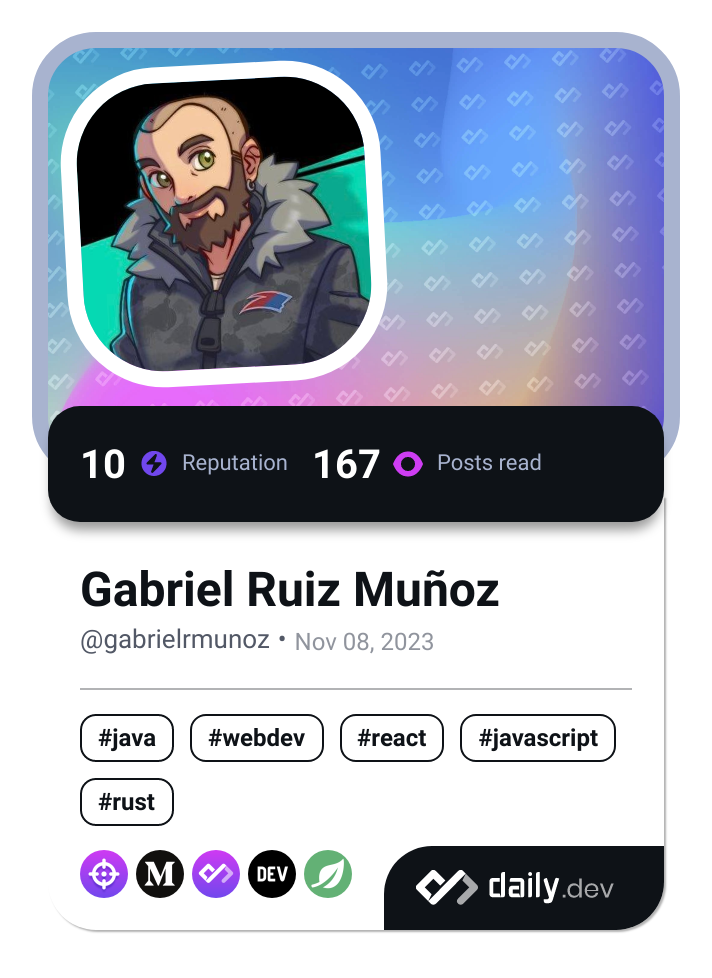 10 Reputation 167 Posts read
Gabriel Ruiz Muñoz
@gabrielrmunoz • Nov 08, 2023
#java #webdev #react #javascript
#rust
M DEV daily.dev